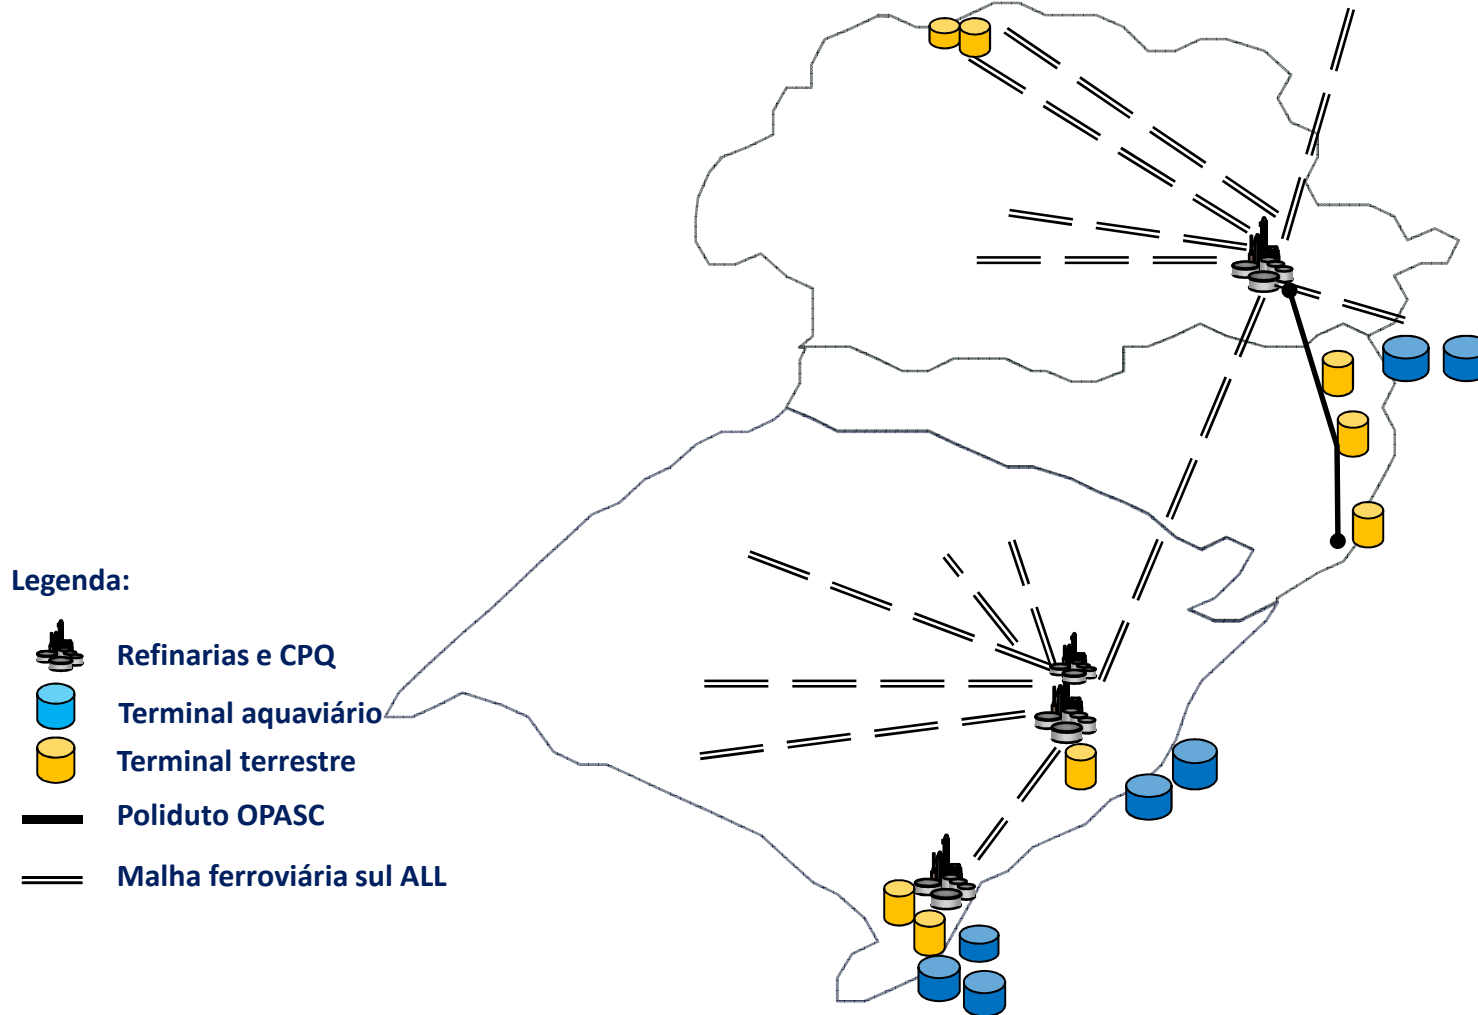 Legenda:
Refinarias e CPQ
Terminal aquaviário
Terminal terrestre
Poliduto OPASC
Malha ferroviária sul ALL